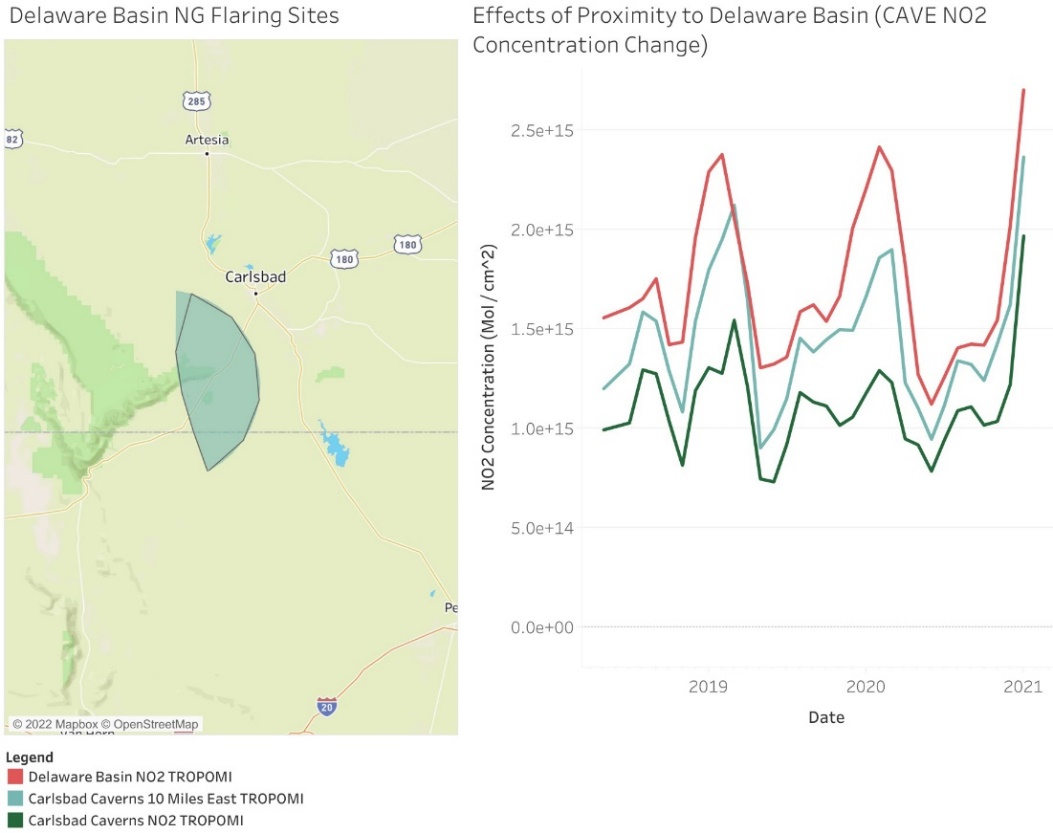 Delaware Basin NG Flaring Sites
285
82
Artesia
180
180
Carlsbad
Pe
20
© 2022 Mapbox © OpenStreetMap
Van Horn
Effects of Proximity to Delaware Basin (CAVE NO2
Concentration Change)
NO2 Concentration (Mol / cm^2)
2.5e+15
2.0e+15
1.5e+15
1.0e+15
5.0e+14
0.0e+00
2019
2020
2021
Date
Legend
Delaware Basin NO2 TROPOMI
Carlsbad Caverns 10 Miles East TROPOMI
Carlsbad Caverns NO2 TROPOMI